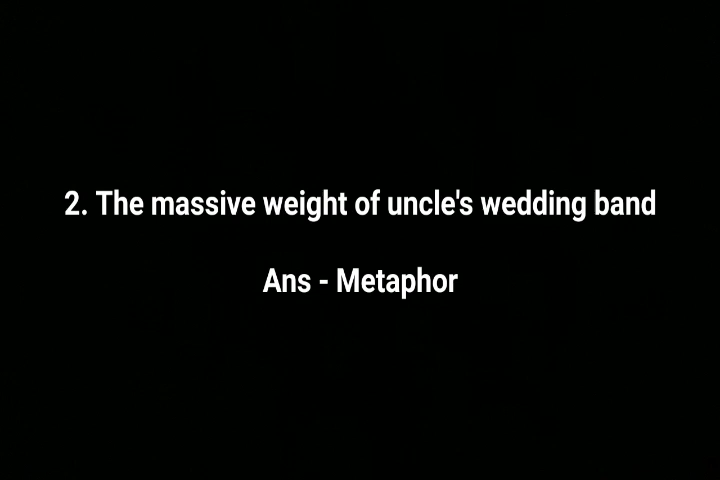 2. The massive weight of uncle's wedding band
Ans - Metaphor